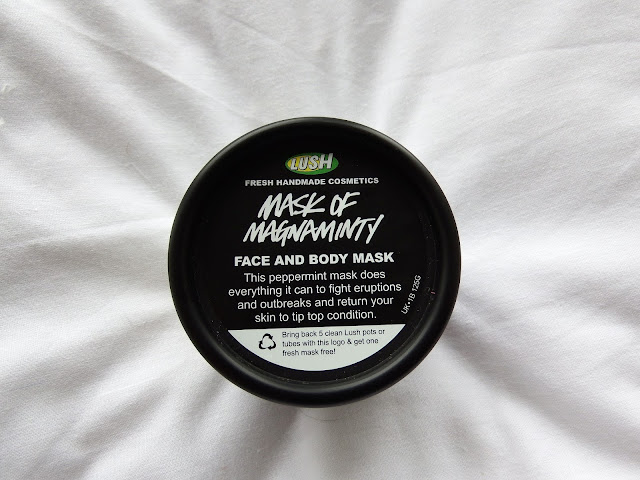 LUSH
FRESH HANDMADE COSMETICS
MASK OF
MAGNAMINTY
FACE AND BODY MASK
This peppermint mask does
everything it can to fight eruptions
and outbreaks and return your
skin to tip top condition.
UK•1B 125G
Bring back 5 clean Lush pots or
tubes with this logo & get one
fresh mask free!